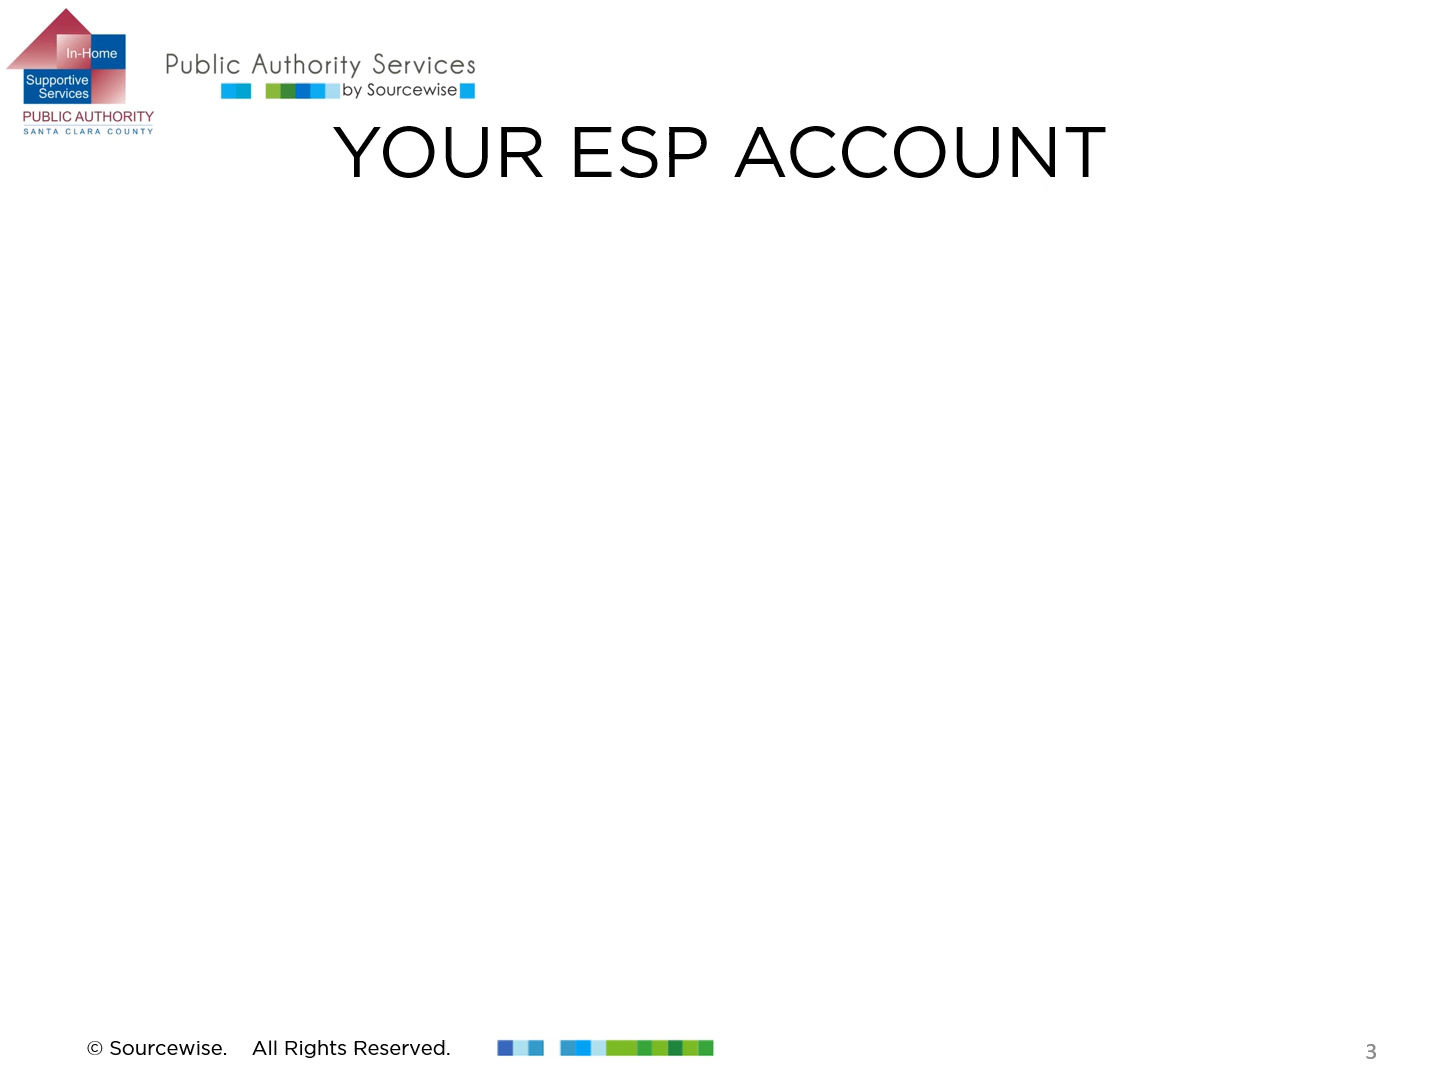 In-Home
Supportive
Services
PUBLIC AUTHORITY
SANTA CLARA COUNTY
Public Authority Services
by Sourcewise
YOUR ESP ACCOUNT
© Sourcewise. All Rights Reserved.
3